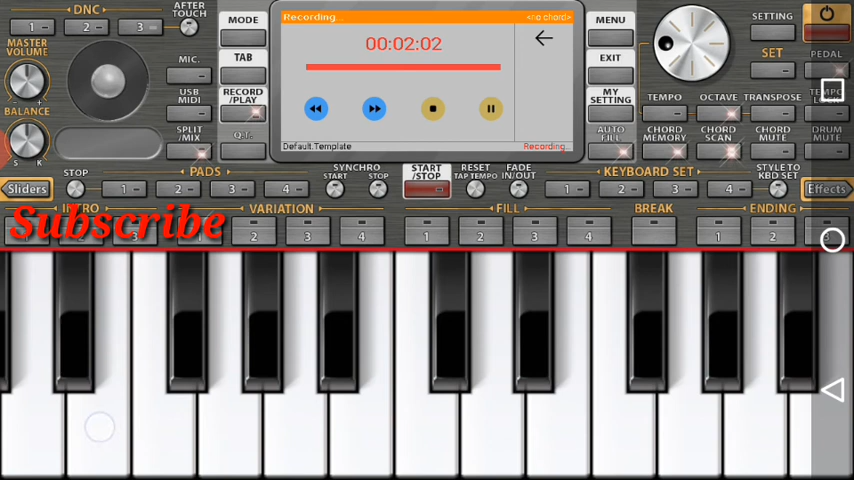 DNC
AFTER TOUCH
1 2 3
MASTER VOLUME
BALANCE
S K
MIC.
USB MIDI
SPLIT /MIX
MODE
TAB
RECORD /PLAY
Recording...
<no chord>
00:02:02
Default.Template
Recording...
MENU
EXIT
MY SETTING
AUTO FILL
SETTING
SET
PEDAL
TEMPO OCTAVE TRANSPOSE
CHORD MEMORY
CHORD SCAN
CHORD MUTE
DRUM MUTE
Sliders
STOP
PADS
1 2 3 4
SYNCHRO
START STOP
START /STOP
RESET
TAP TEMPO
FADE IN/OUT
KEYBOARD SET
1 2 3 4
STYLE TO KBD SET
Effects
Subscribe
VARIATION
2 3 4
FILL
1 2 3 4
BREAK
ENDING
1 2